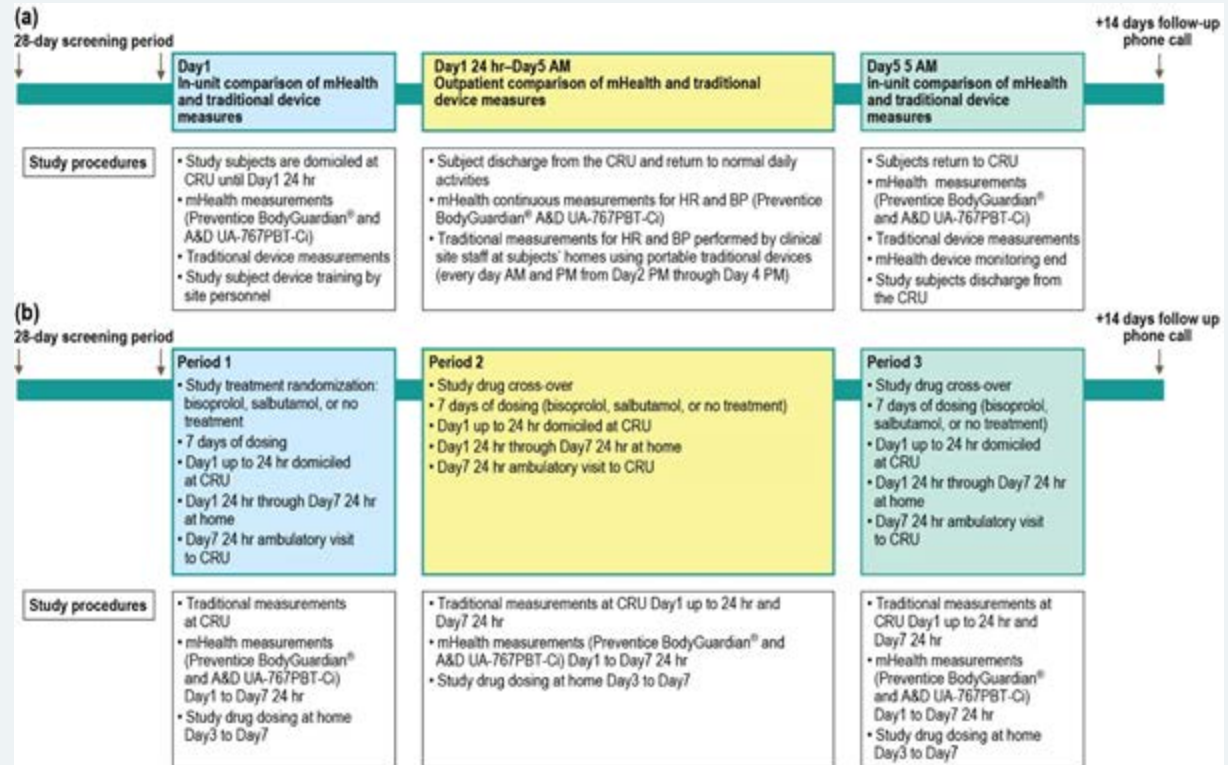 (a)
28-day screening period
+14 days follow-up
phone call
Day1
In-unit comparison of mHealth
and traditional device
measures
Day1 24 hr–Day5 AM
Outpatient comparison of mHealth and traditional
device measures
Day5 5 AM
in-unit comparison of mHealth
and traditional device
measures
Study procedures
• Study subjects are domiciled at
CRU until Day1 24 hr
• mHealth measurements
(Preventice BodyGuardian® and
A&D UA-767PBT-Ci)
• Traditional device measurements
• Study subject device training by
site personnel
• Subject discharge from the CRU and return to normal daily
activities
• mHealth continuous measurements for HR and BP (Preventice
BodyGuardian® A&D UA-767PBT-Ci)
• Traditional measurements for HR and BP performed by clinical
site staff at subjects' homes using portable traditional devices
(every day AM and PM from Day2 PM through Day 4 PM)
• Subjects return to CRU
• mHealth measurements
(Preventice BodyGuardian®
and A&D UA-767PBT-Ci)
• Traditional device measurements
• mHealth device monitoring end
• Study subjects discharge from
the CRU
(b)
28-day screening period
+14 days follow up
phone call
Period 1
• Study treatment randomization:
bisoprolol, salbutamol, or no
treatment
• 7 days of dosing
• Day1 up to 24 hr domiciled
at CRU
• Day1 24 hr through Day7 24 hr
at home
• Day7 24 hr ambulatory visit
to CRU
Period 2
• Study drug cross-over
• 7 days of dosing (bisoprolol, salbutamol, or no treatment)
• Day1 up to 24 hr domiciled at CRU
• Day1 24 hr through Day7 24 hr at home
• Day7 24 hr ambulatory visit to CRU
Period 3
• Study drug cross-over
• 7 days of dosing (bisoprolol,
salbutamol, or no treatment)
• Day1 up to 24 hr domiciled
at CRU
• Day1 24 hr through Day7 24 hr
at home
• Day7 24 hr ambulatory visit
to CRU
Study procedures
• Traditional measurements
at CRU
• mHealth measurements
(Preventice BodyGuardian®
and A&D UA-767PBT-Ci)
Day1 to Day7 24 hr
• Study drug dosing at home
Day3 to Day7
• Traditional measurements at CRU Day1 up to 24 hr and
Day7 24 hr
• mHealth measurements (Preventice BodyGuardian® and
A&D UA-767PBT-Ci) Day1 to Day7 24 hr
• Study drug dosing at home Day3 to Day7
• Traditional measurements at
CRU Day1 up to 24 hr and
Day7 24 hr
• mHealth measurements
(Preventice BodyGuardian®
and A&D UA-767PBT-Ci)
Day1 to Day7 24 hr
• Study drug dosing at home
Day3 to Day7